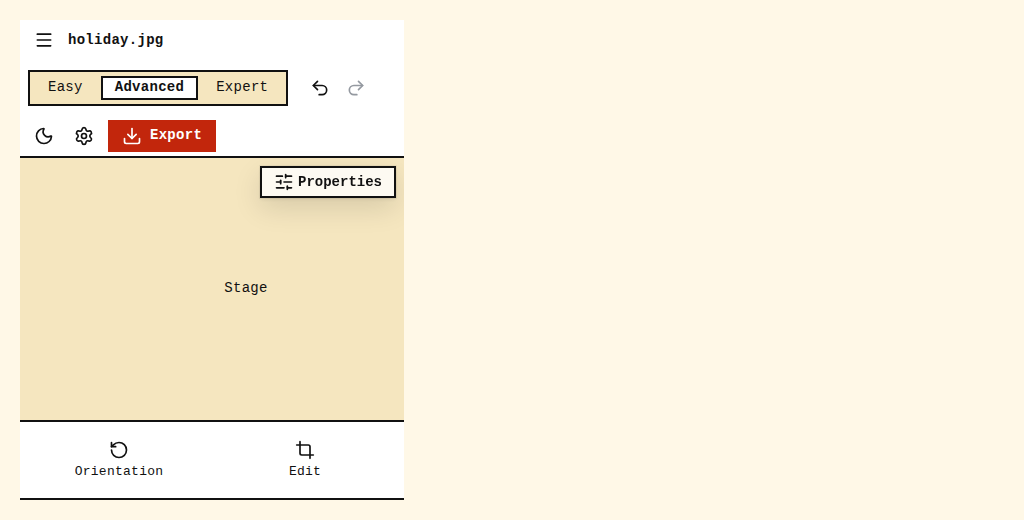 holiday.jpg
Easy Advanced Expert
Export
Properties
Stage
Orientation Edit